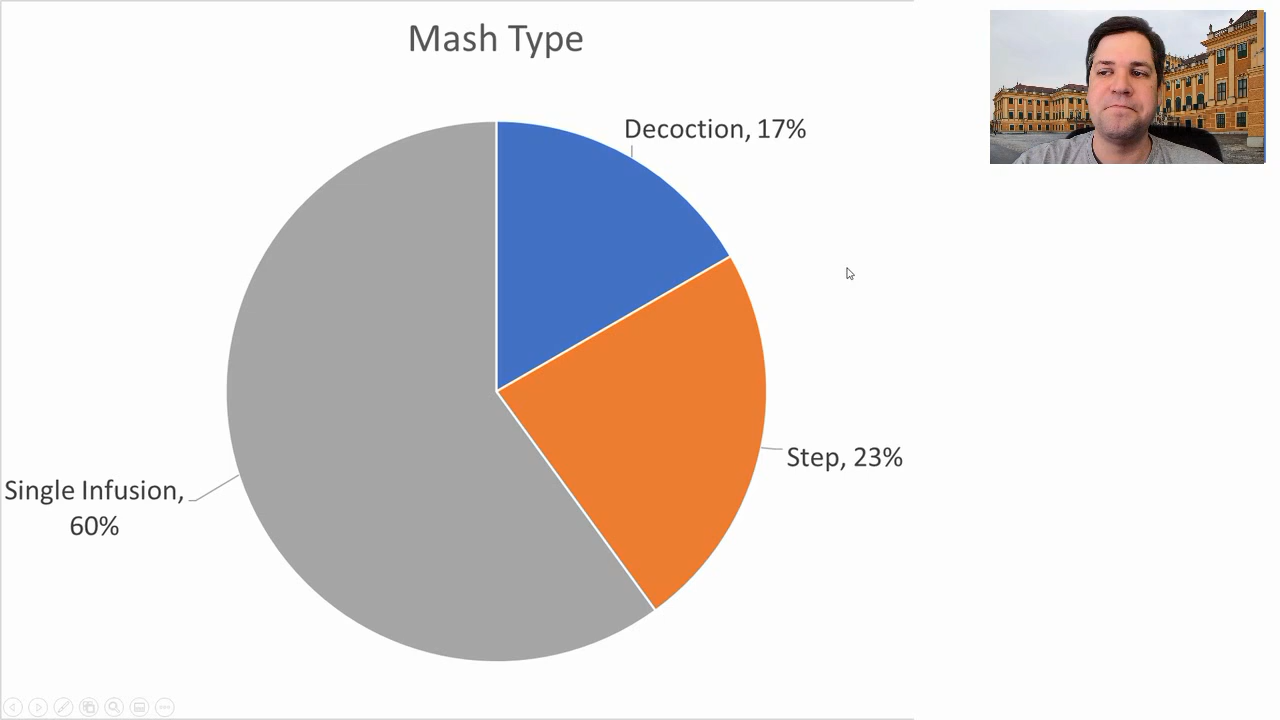 Mash Type
Decoction, 17%
Step, 23%
Single Infusion,
60%